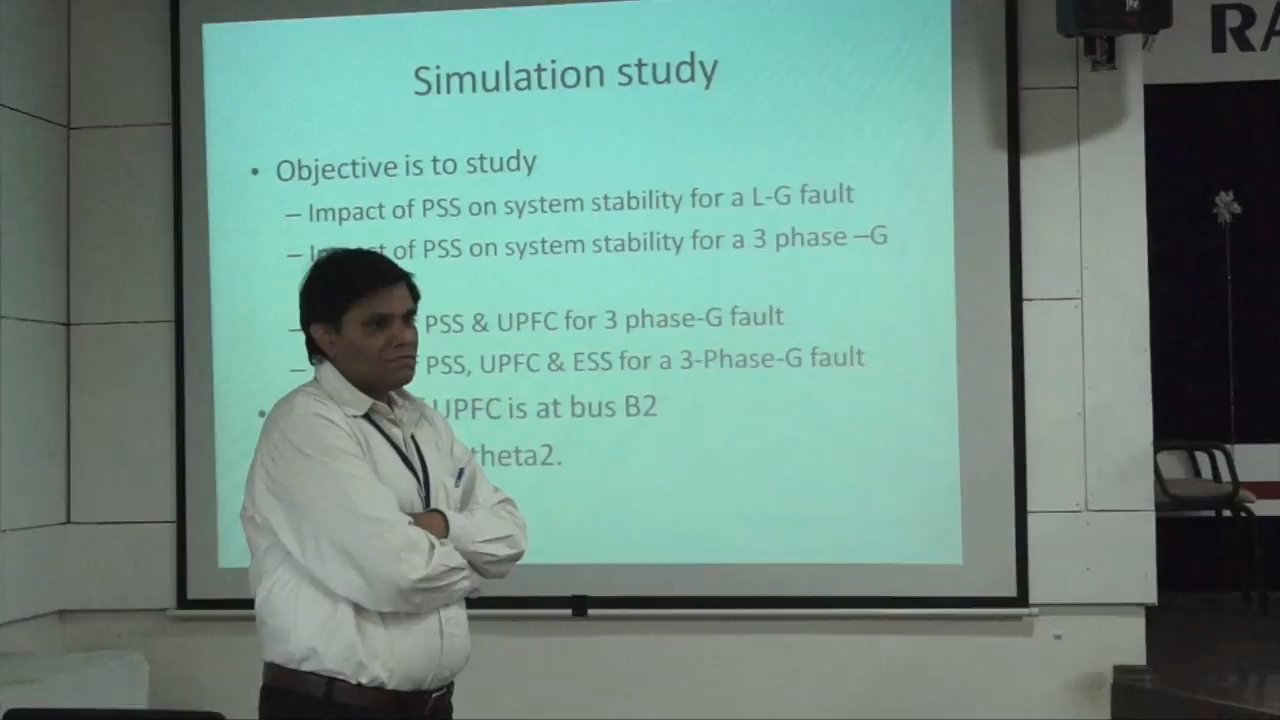 RA
Simulation study
• Objective is to study
– Impact of PSS on system stability for a L-G fault
– of PSS on system stability for a 3 phase –G
– PSS & UPFC for 3 phase-G fault
– PSS, UPFC & ESS for a 3-Phase-G fault
• UPFC is at bus B2
theta2.